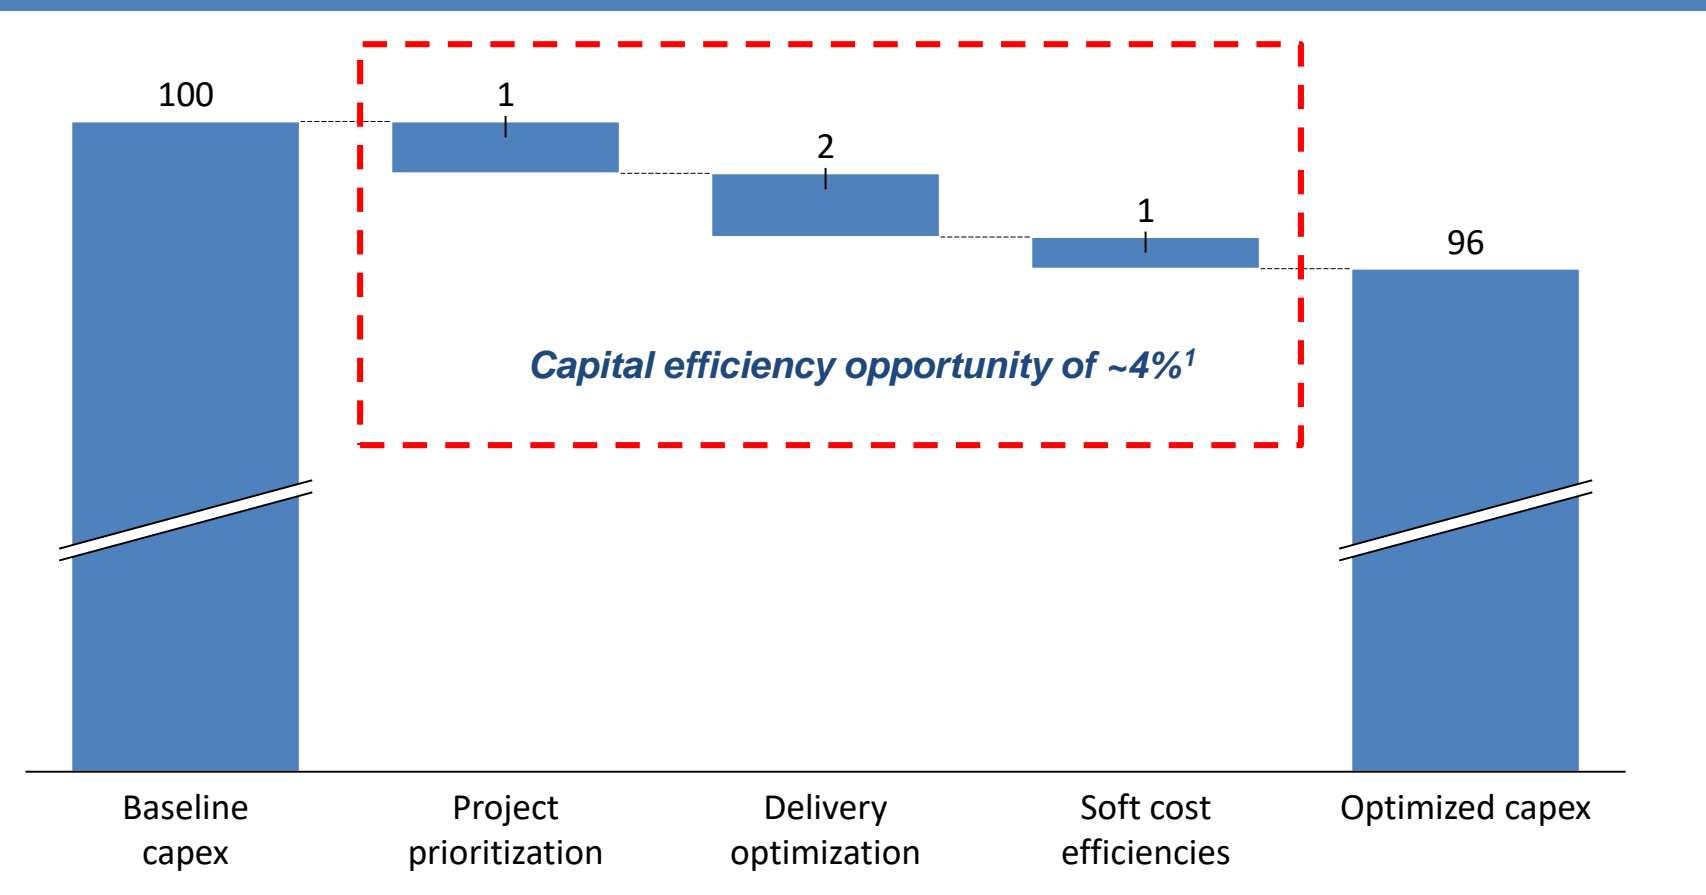 100
1
2
1
96
Capital efficiency opportunity of ~4%¹
Baseline
capex
Project
prioritization
Delivery
optimization
Soft cost
efficiencies
Optimized capex